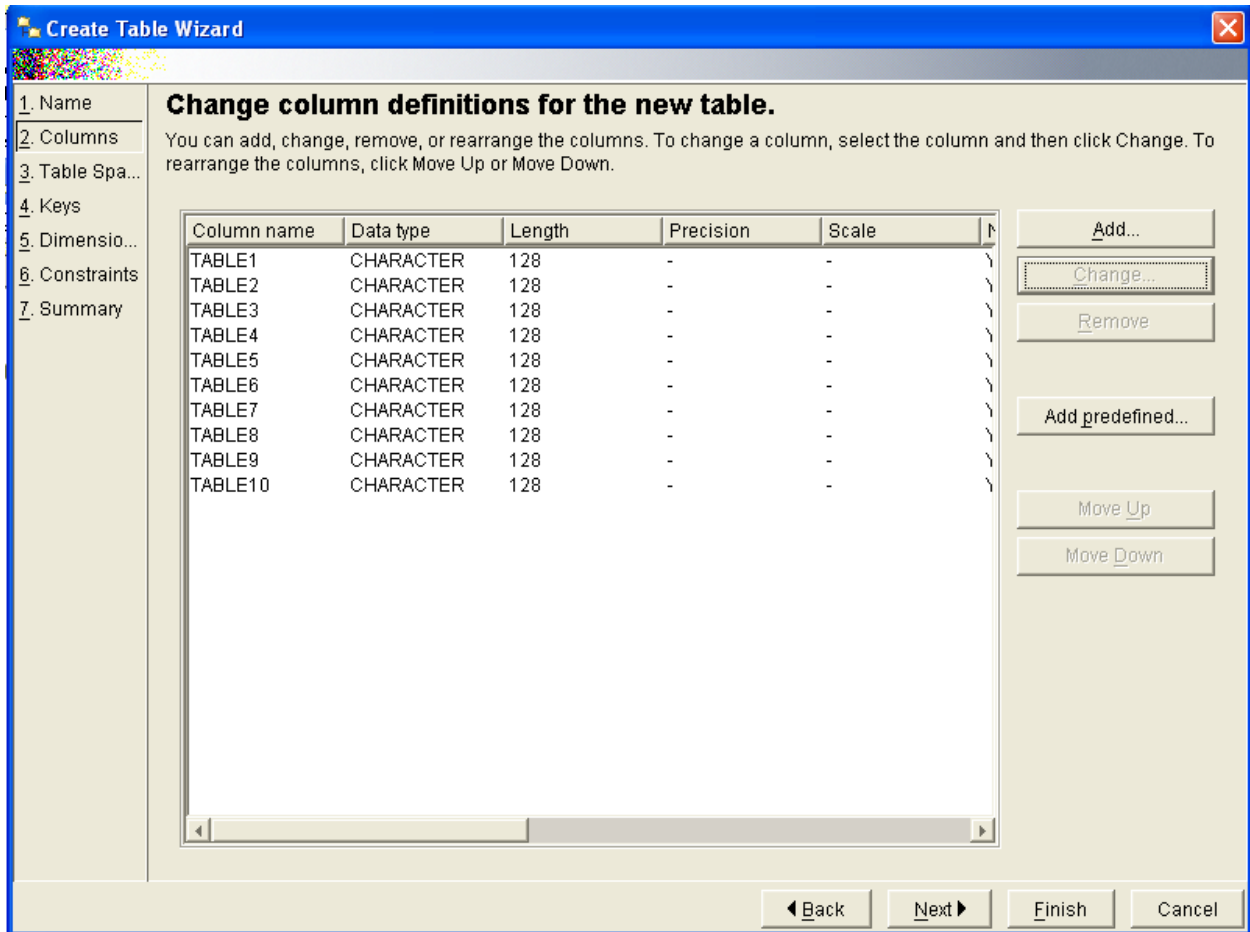 Create Table Wizard
1. Name
2. Columns
3. Table Spa...
4. Keys
5. Dimensio...
6. Constraints
7. Summary
Change column definitions for the new table.
You can add, change, remove, or rearrange the columns. To change a column, select the column and then click Change. To
rearrange the columns, click Move Up or Move Down.
Column name Data type Length Precision Scale
TABLE1 CHARACTER 128 - -
TABLE2 CHARACTER 128 - -
TABLE3 CHARACTER 128 - -
TABLE4 CHARACTER 128 - -
TABLE5 CHARACTER 128 - -
TABLE6 CHARACTER 128 - -
TABLE7 CHARACTER 128 - -
TABLE8 CHARACTER 128 - -
TABLE9 CHARACTER 128 - -
TABLE10 CHARACTER 128 - -
Add...
Change...
Remove
Add predefined...
Move Up
Move Down
Back Next Finish Cancel